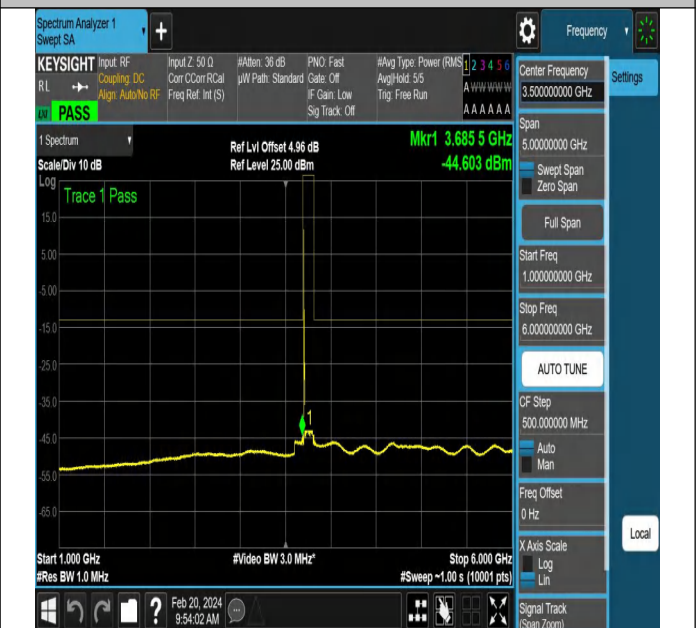 Spectrum Analyzer 1
Swept SA
+
Frequency
KEYSIGHT
RL
Input: RF
Coupling: DC
Align: Auto/No RF
Input Z: 50 Ω
Corr CCorr RCal
Freq Ref: Int (S)
#Atten: 36 dB
µW Path: Standard
PNO: Fast
Gate: Off
IF Gain: Low
Sig Track: Off
#Avg Type: Power (RMS
Avg|Hold: 5/5
Trig: Free Run
1 2 3 4 5 6
A W W W W W
A A A A A A
PASS
1 Spectrum
Scale/Div 10 dB
Log
Ref Lvl Offset 4.96 dB
Ref Level 25.00 dBm
Mkr1 3.685 5 GHz
-44.603 dBm
Trace 1 Pass
15.0
5.00
-5.00
-15.0
-25.0
-35.0
-45.0
-55.0
-65.0
1
Start 1.000 GHz
#Res BW 1.0 MHz
#Video BW 3.0 MHz*
Stop 6.000 GHz
#Sweep ~1.00 s (10001 pts)
Center Frequency
3.500000000 GHz
Settings
Span
5.00000000 GHz
Swept Span
Zero Span
Full Span
Start Freq
1.000000000 GHz
Stop Freq
6.000000000 GHz
AUTO TUNE
CF Step
500.000000 MHz
Auto
Man
Freq Offset
0 Hz
X Axis Scale
Log
Lin
Local
Signal Track
(Span Zoom)
?
Feb 20, 2024
9:54:02 AM